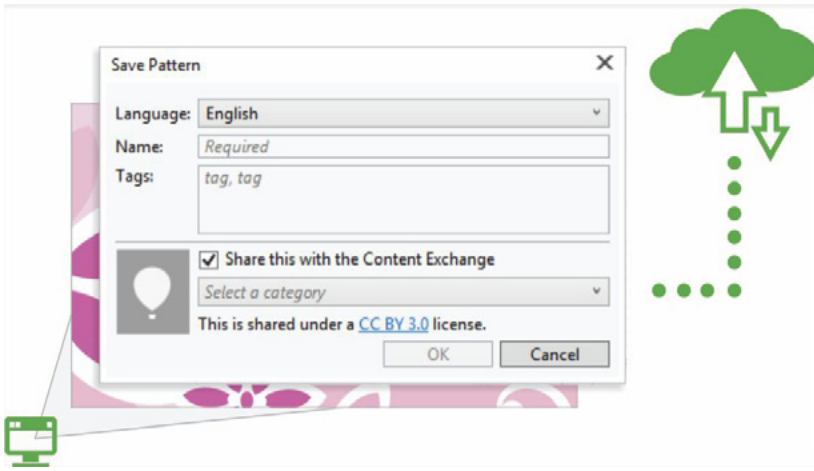 Save Pattern
Language: English
Name: Required
Tags: tag, tag
Share this with the Content Exchange
Select a category
This is shared under a CC BY 3.0 license.
OK Cancel